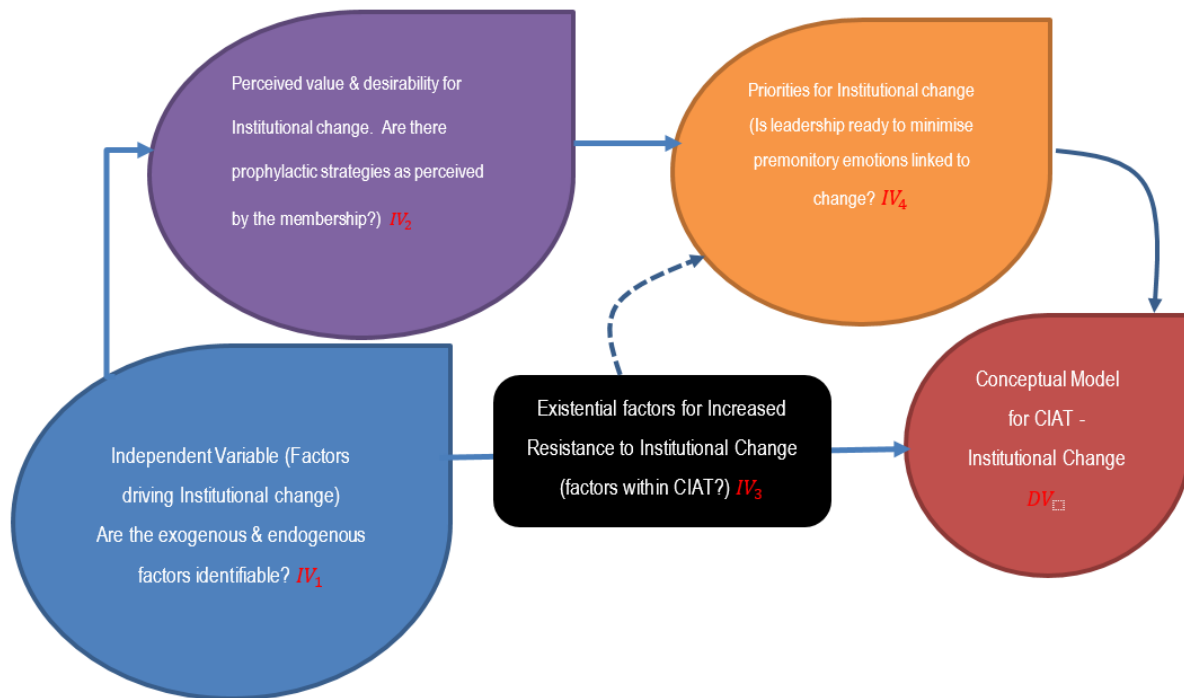 Perceived value & desirability for
Institutional change.  Are there
prophylactic strategies as perceived
by the membership?)  IV₂
Priorities for Institutional change
(Is leadership ready to minimise
premonitory emotions linked to
change? IV₄
Independent Variable (Factors
driving Institutional change)
Are the exogenous & endogenous
factors identifiable? IV₁
Existential factors for Increased
Resistance to Institutional Change
(factors within CIAT?) IV₃
Conceptual Model
for CIAT -
Institutional Change
DV